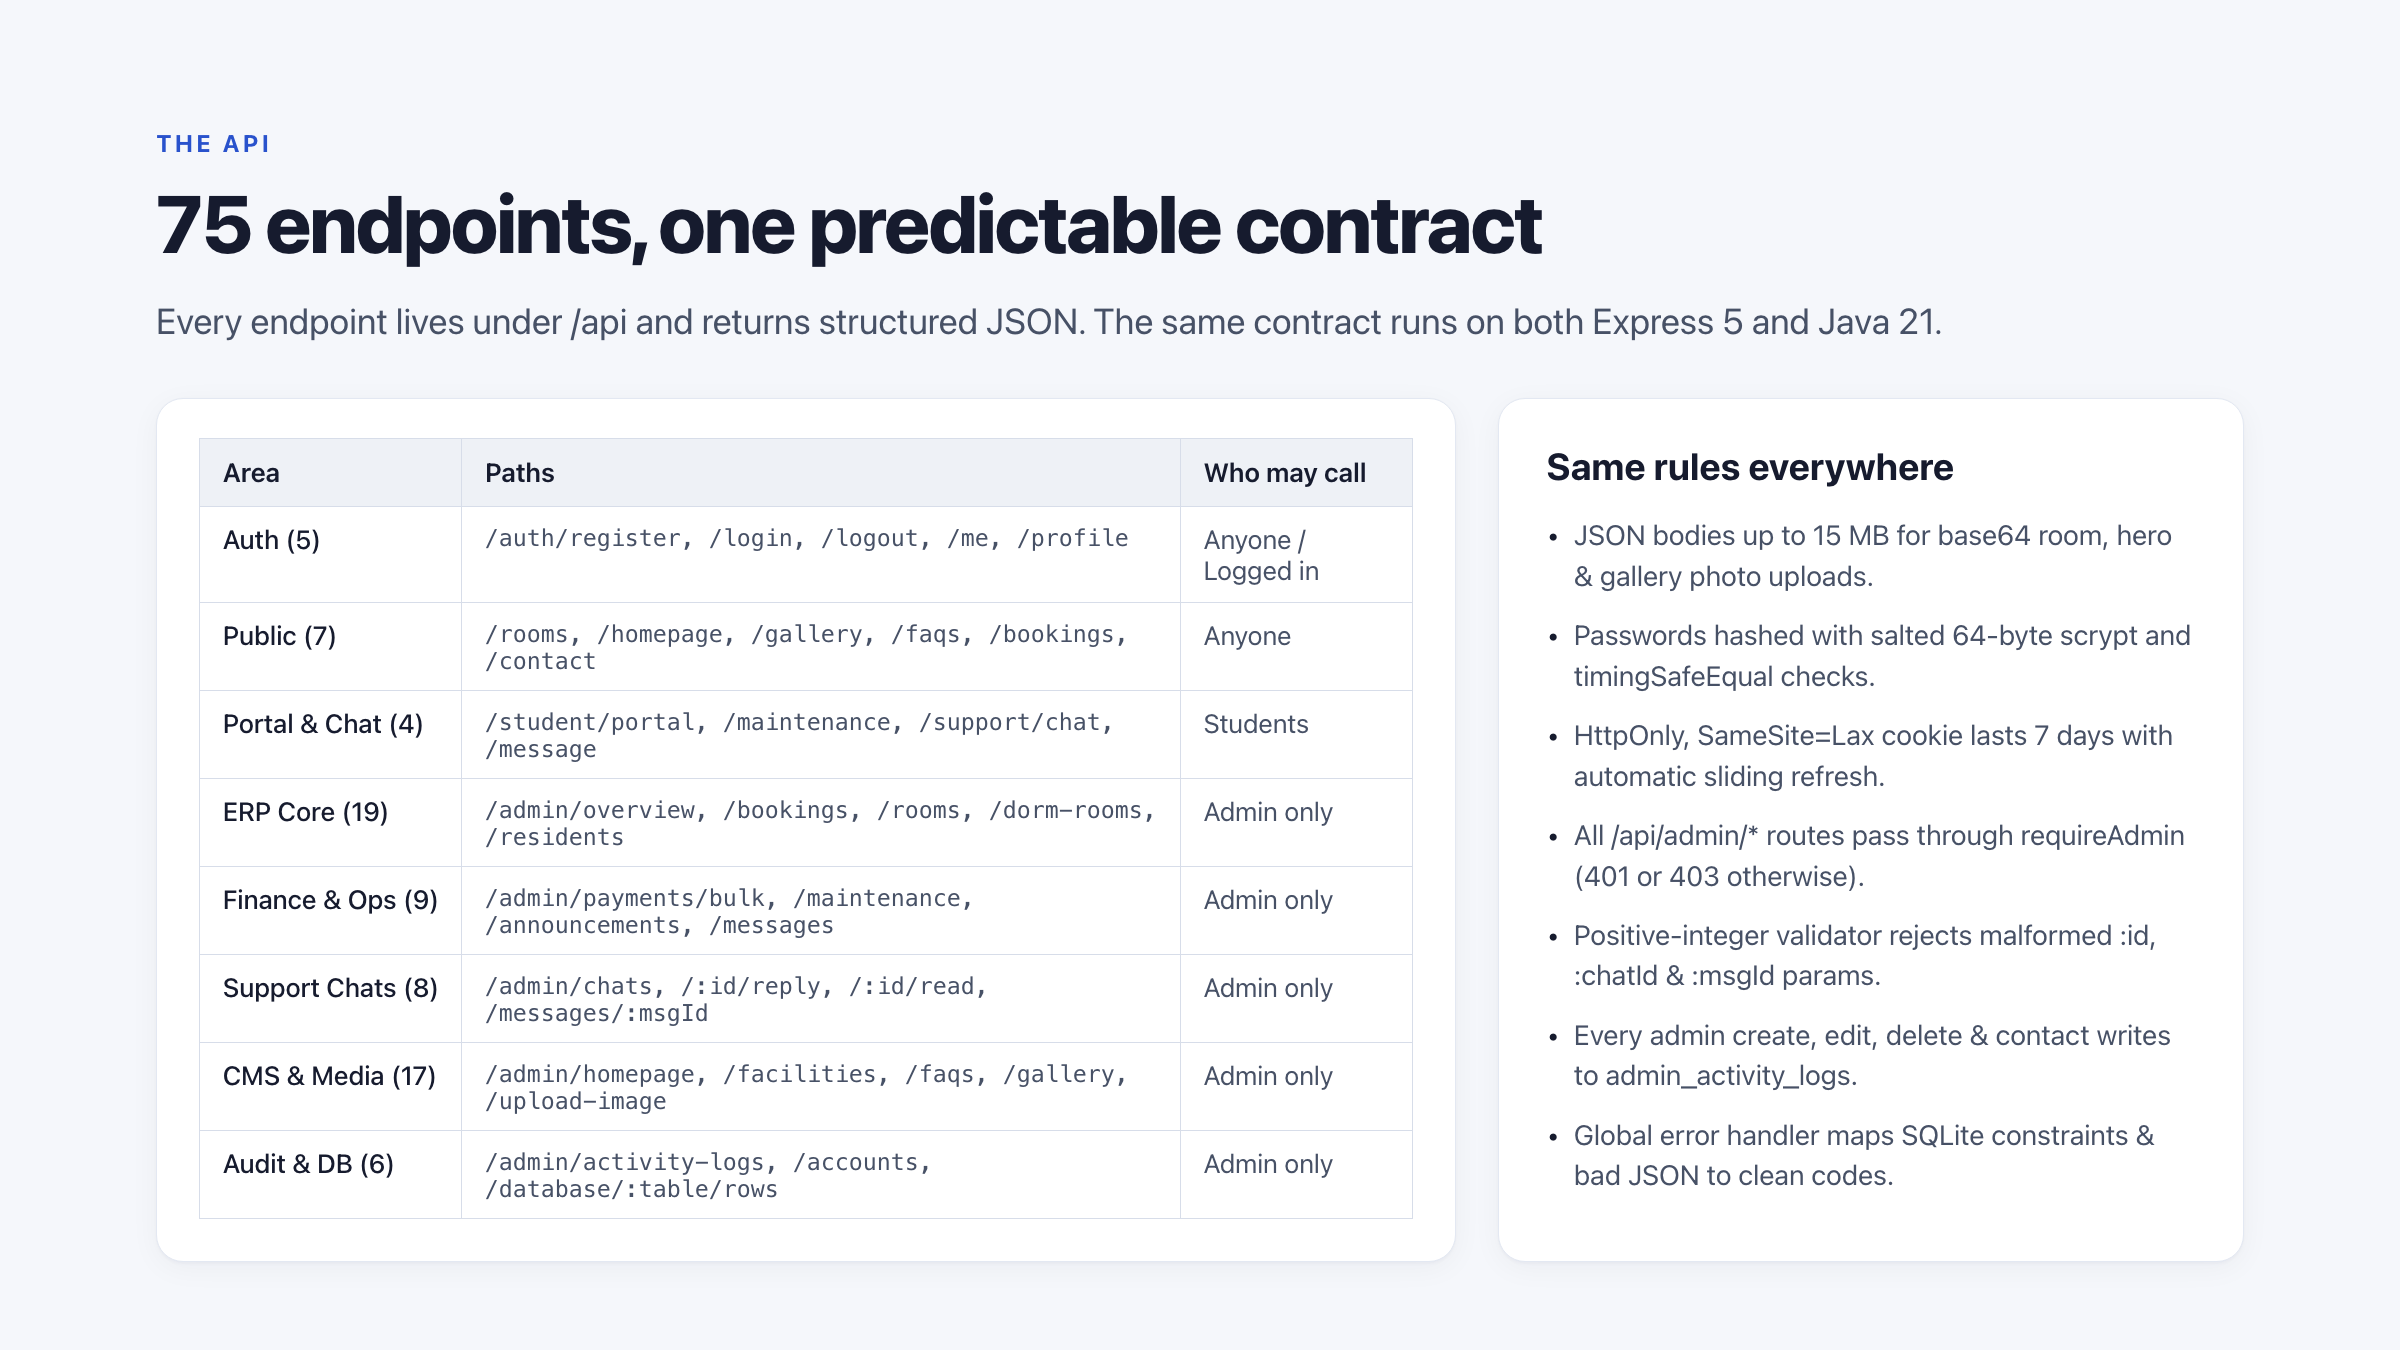 THE API
75 endpoints, one predictable contract
Every endpoint lives under /api and returns structured JSON. The same contract runs on both Express 5 and Java 21.
Area Paths Who may call
Auth (5) /auth/register, /login, /logout, /me, /profile Anyone /
Logged in
Public (7) /rooms, /homepage, /gallery, /faqs, /bookings, Anyone
/contact
Portal & Chat (4) /student/portal, /maintenance, /support/chat, Students
/message
ERP Core (19) /admin/overview, /bookings, /rooms, /dorm-rooms, Admin only
/residents
Finance & Ops (9) /admin/payments/bulk, /maintenance, Admin only
/announcements, /messages
Support Chats (8) /admin/chats, /:id/reply, /:id/read, Admin only
/messages/:msgId
CMS & Media (17) /admin/homepage, /facilities, /faqs, /gallery, Admin only
/upload-image
Audit & DB (6) /admin/activity-logs, /accounts, Admin only
/database/:table/rows
Same rules everywhere
• JSON bodies up to 15 MB for base64 room, hero
& gallery photo uploads.
• Passwords hashed with salted 64-byte scrypt and
timingSafeEqual checks.
• HttpOnly, SameSite=Lax cookie lasts 7 days with
automatic sliding refresh.
• All /api/admin/* routes pass through requireAdmin
(401 or 403 otherwise).
• Positive-integer validator rejects malformed :id,
:chatId & :msgId params.
• Every admin create, edit, delete & contact writes
to admin_activity_logs.
• Global error handler maps SQLite constraints &
bad JSON to clean codes.